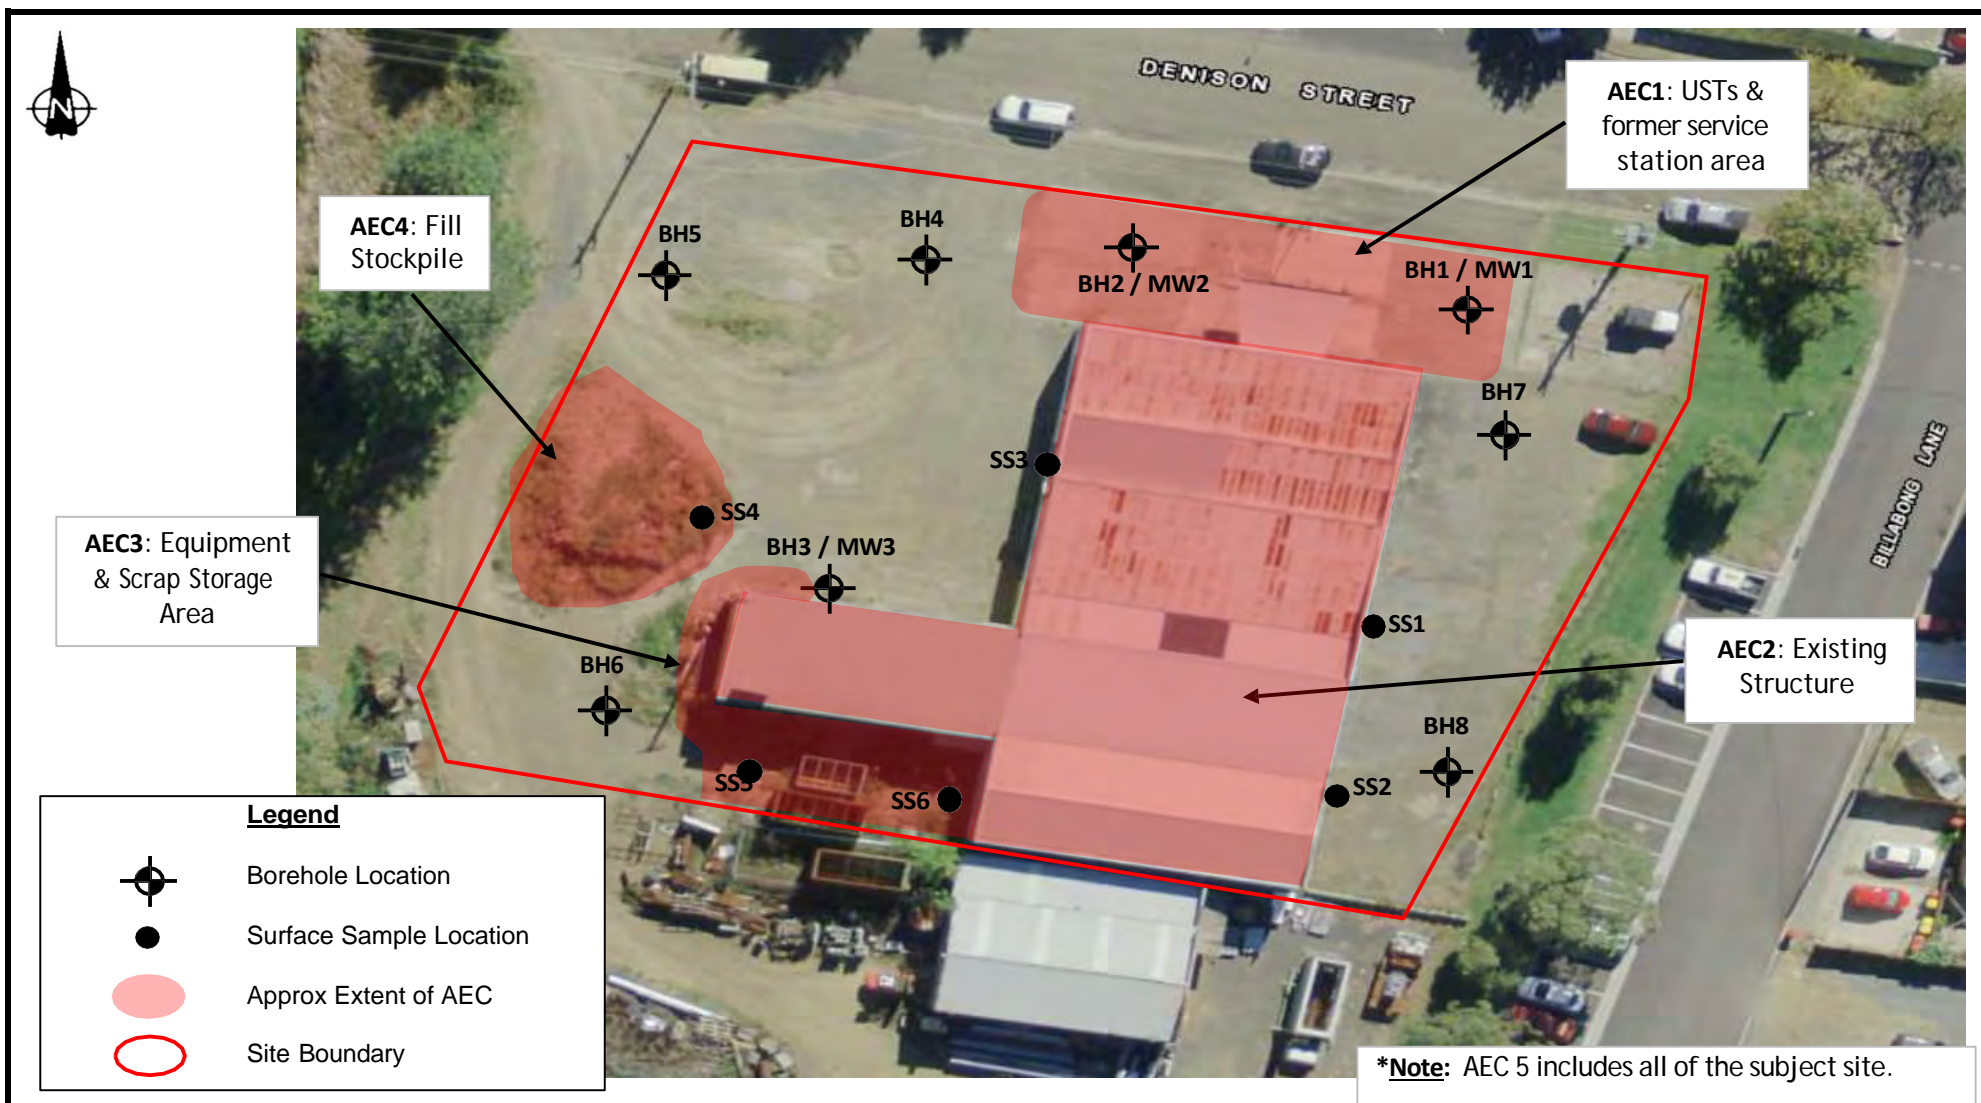 N
DENISON STREET
AEC1: USTs &
former service
station area
AEC4: Fill
Stockpile
BH5
BH4
BH2 / MW2
BH1 / MW1
BH7
SS3
SS4
BH3 / MW3
AEC3: Equipment
& Scrap Storage
Area
BILLABONG LANE
SS1
AEC2: Existing
Structure
BH6
BH8
SS5
SS6
SS2
Legend
Borehole Location
Surface Sample Location
Approx Extent of AEC
Site Boundary
*Note: AEC 5 includes all of the subject site.